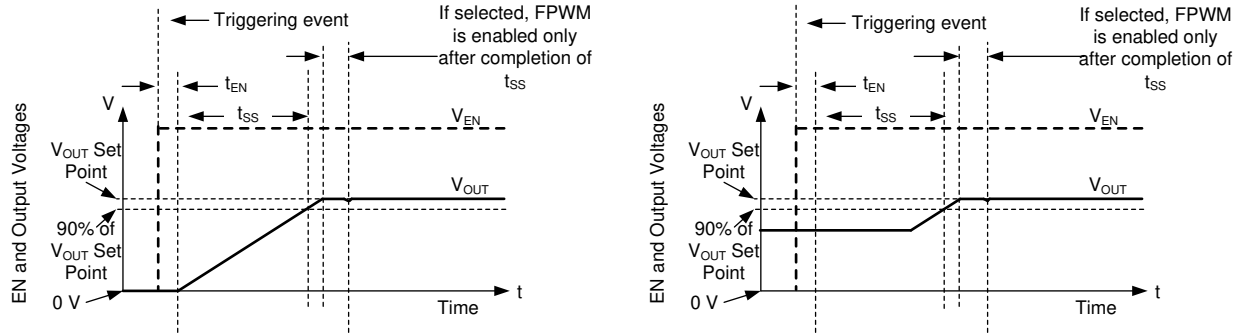 Triggering event
If selected, FPWM
is enabled only
after completion of
tSS
tEN
tSS
V
VEN
VOUT Set
Point
VOUT
90% of
VOUT Set
Point
0 V
Time
t
EN and Output Voltages
Triggering event
If selected, FPWM
is enabled only
after completion of
tSS
tEN
tSS
V
VEN
VOUT Set
Point
VOUT
90% of
VOUT Set
Point
0 V
Time
t
EN and Output Voltages